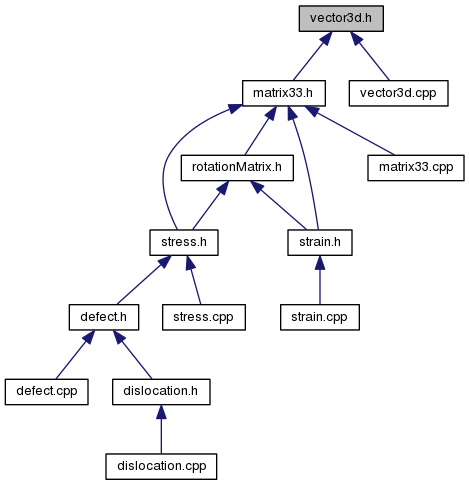 vector3d.h
matrix33.h
vector3d.cpp
rotationMatrix.h
matrix33.cpp
stress.h
strain.h
defect.h
stress.cpp
strain.cpp
defect.cpp
dislocation.h
dislocation.cpp